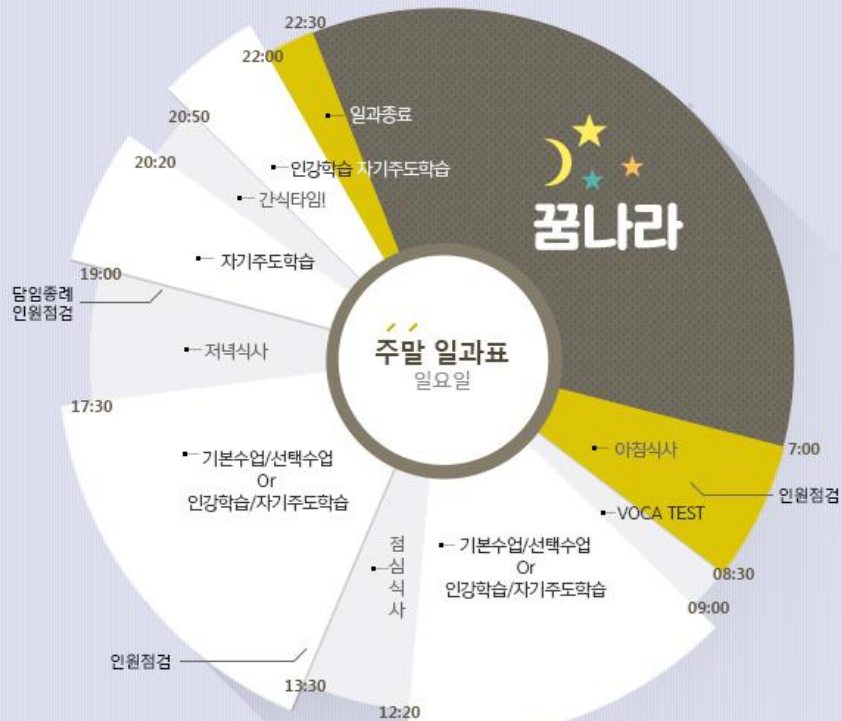 22:30
22:00
일과종료
20:50
인강학습 자기주도학습
20:20
간식타임!
꿈나라
자기주도학습
19:00
담임종례
인원점검
주말 일과표
일요일
저녁식사
17:30
7:00
아침식사
인원점검
기본수업/선택수업
Or
인강학습/자기주도학습
VOCA TEST
점
심
식
사
기본수업/선택수업
Or
인강학습/자기주도학습
08:30
09:00
인원점검
13:30
12:20